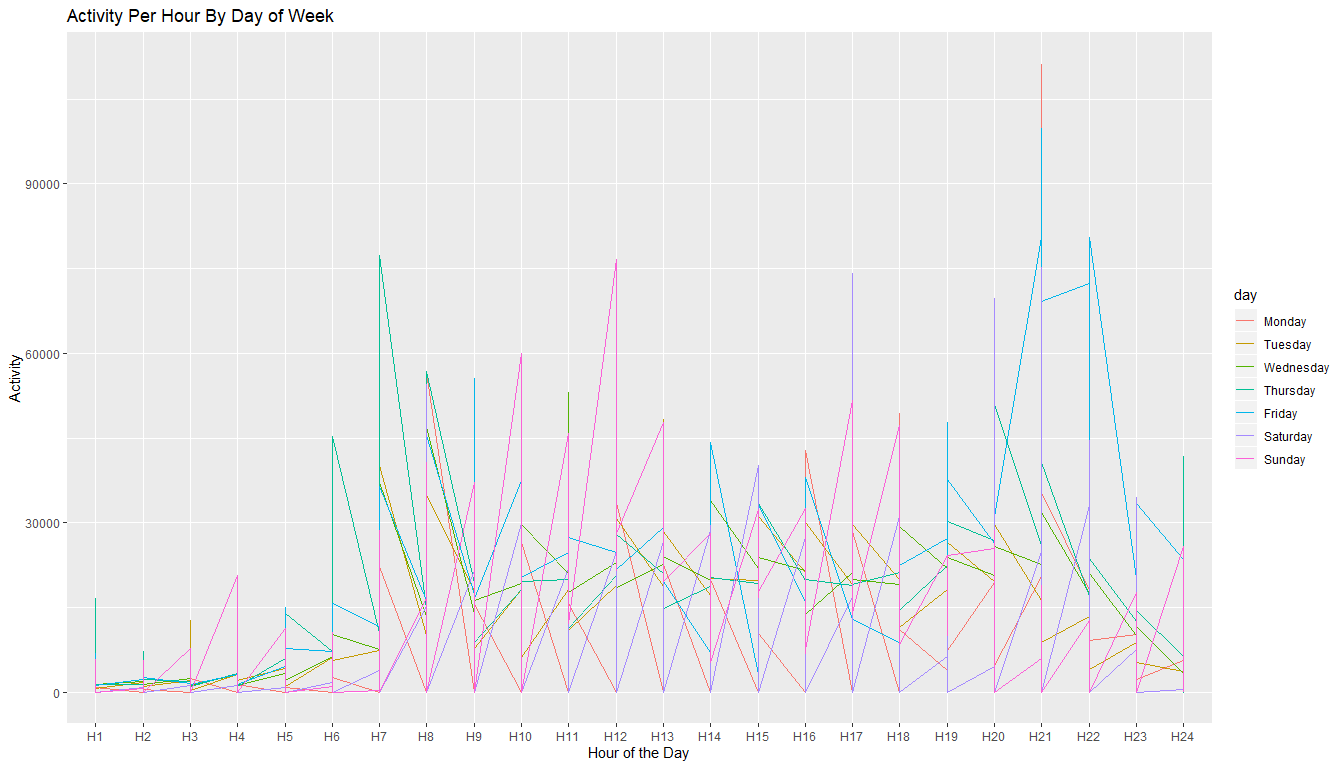 Activity Per Hour By Day of Week
Activity
90000
60000
30000
0
H1 H2 H3 H4 H5 H6 H7 H8 H9 H10 H11 H12 H13 H14 H15 H16 H17 H18 H19 H20 H21 H22 H23 H24
Hour of the Day
day
Monday
Tuesday
Wednesday
Thursday
Friday
Saturday
Sunday